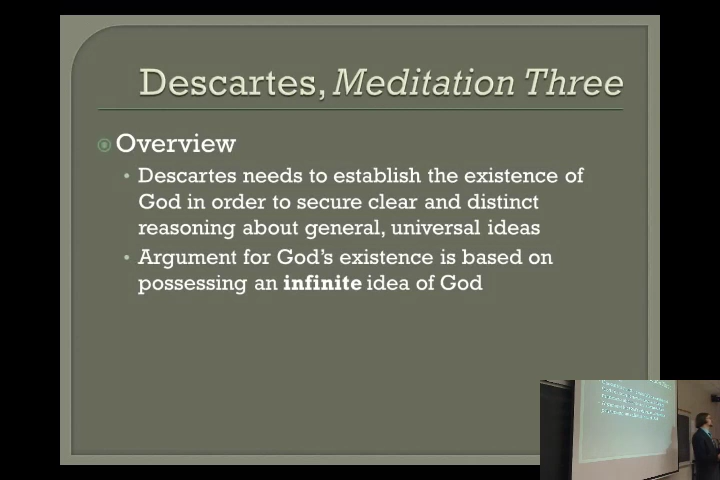 Descartes, Meditation Three
Overview
Descartes needs to establish the existence of
God in order to secure clear and distinct
reasoning about general, universal ideas
Argument for God's existence is based on
possessing an infinite idea of God